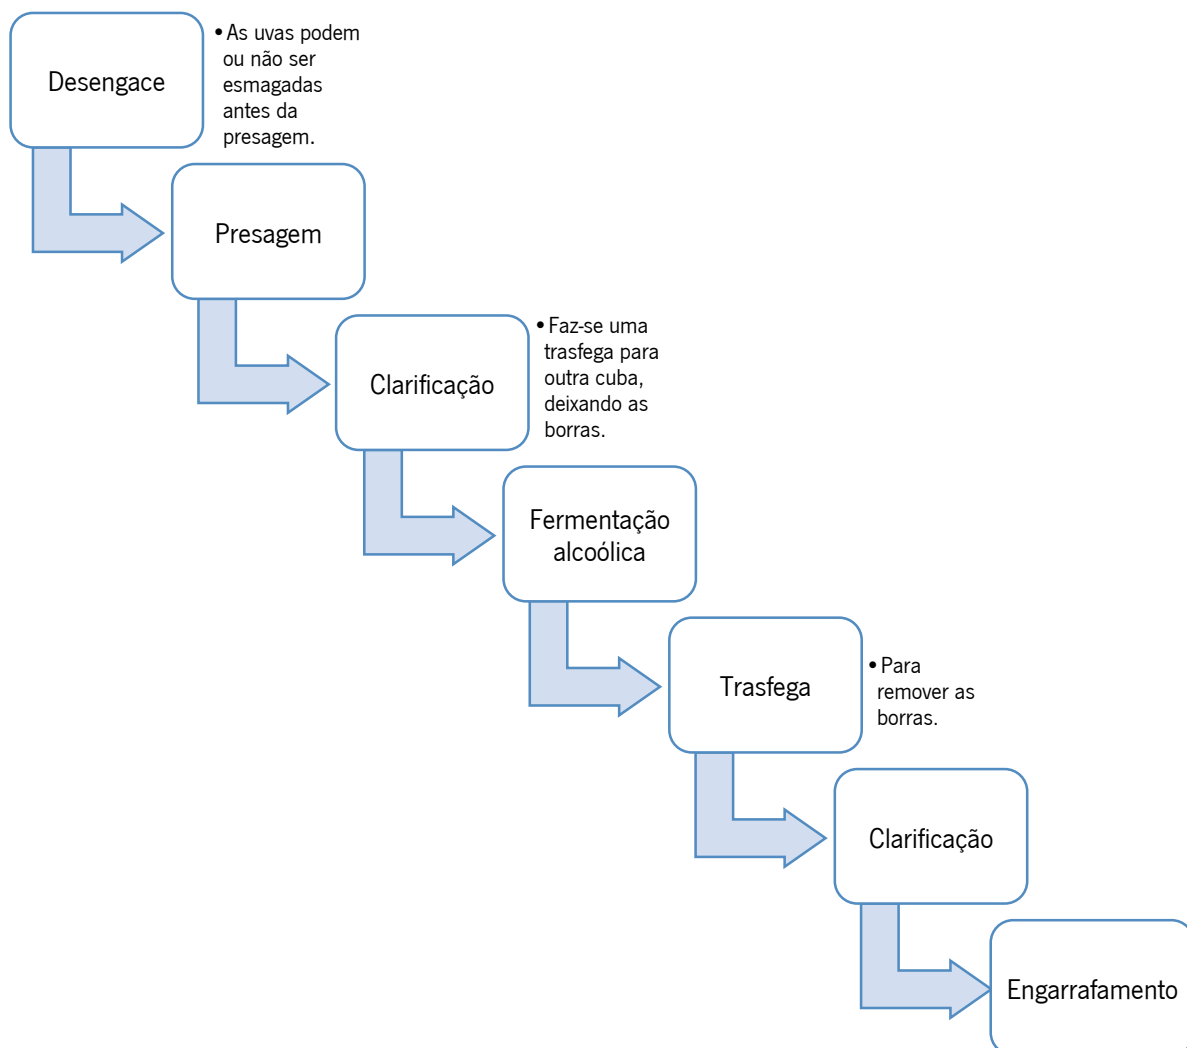 Desengace
• As uvas podem
ou não ser
esmagadas
antes da
presagem.
Presagem
Clarificação
• Faz-se uma
trasfega para
outra cuba,
deixando as
borras.
Fermentação
alcoólica
Trasfega
• Para
remover as
borras.
Clarificação
Engarrafamento